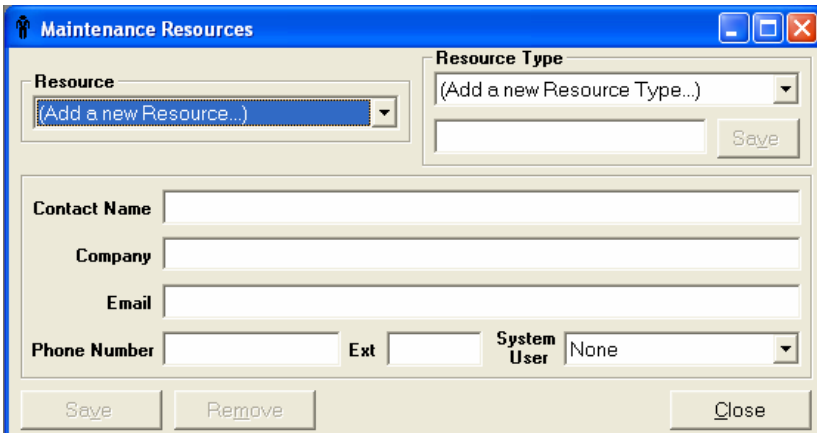 Maintenance Resources
Resource
(Add a new Resource...)
Resource Type
(Add a new Resource Type...)
Save
Contact Name
Company
Email
Phone Number
Ext
System
User
None
Save
Remove
Close